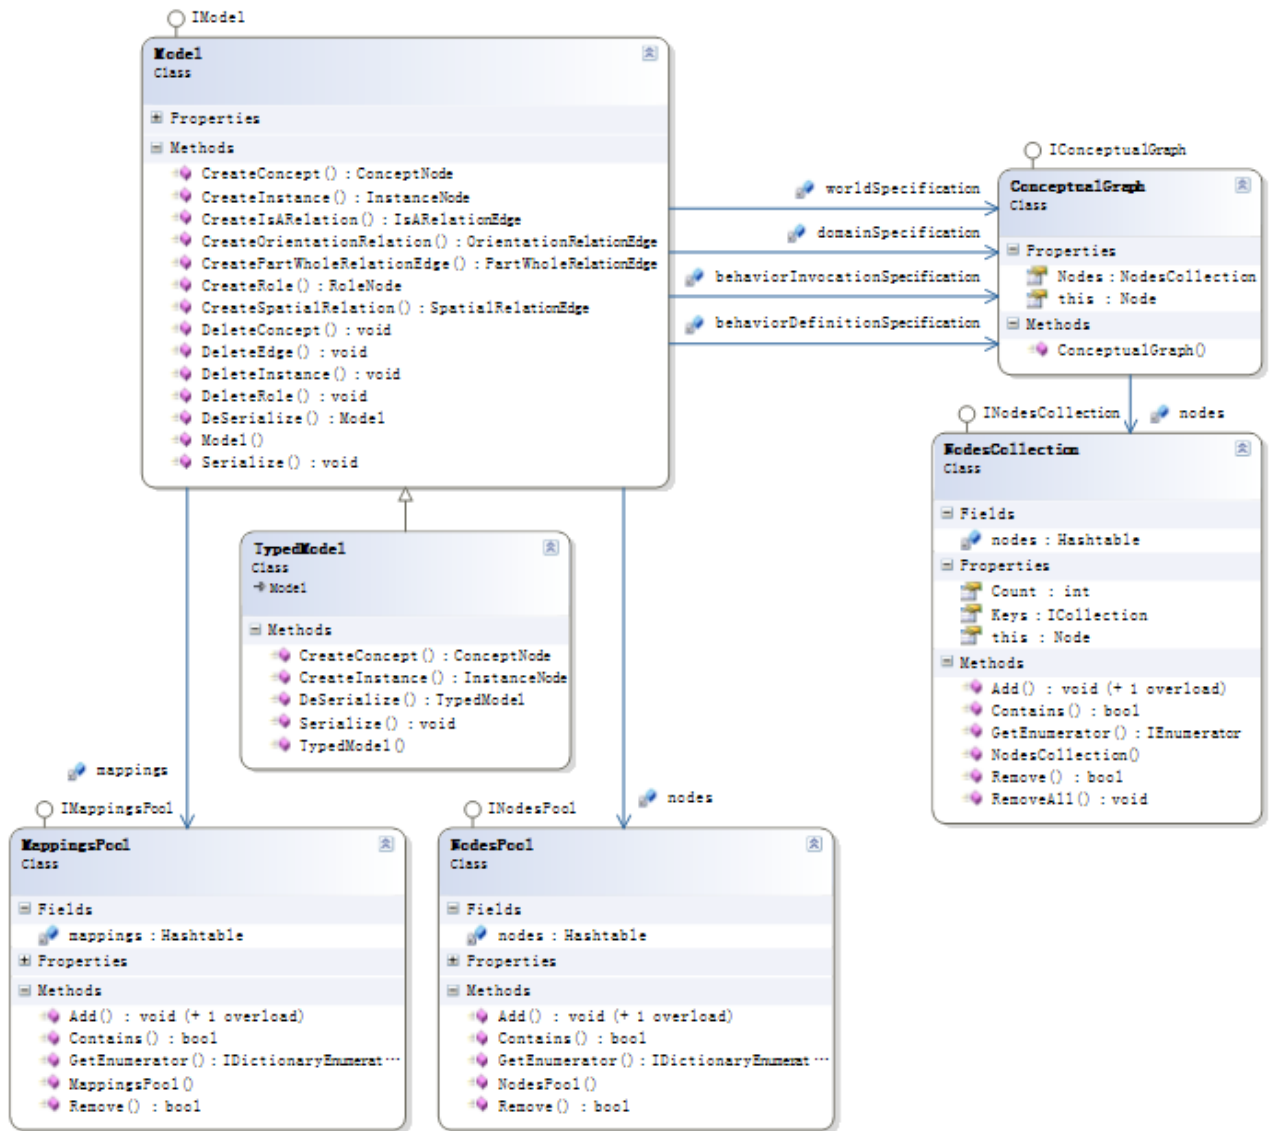 IModel
Model
Class
Properties
Methods
CreateConcept() : ConceptNode
CreateInstance() : InstanceNode
CreateIsARelation() : IsARelationEdge
CreateOrientationRelation() : OrientationRelationEdge
CreatePartWholeRelationEdge() : PartWholeRelationEdge
CreateRole() : RoleNode
CreateSpatialRelation() : SpatialRelationEdge
DeleteConcept() : void
DeleteEdge() : void
DeleteInstance() : void
DeleteRole() : void
DeSerialize() : Model
Model()
Serialize() : void
worldSpecification
domainSpecification
behaviorInvocationSpecification
behaviorDefinitionSpecification
IConceptualGraph
ConceptualGraph
Class
Properties
Nodes : NodesCollection
this : Node
Methods
ConceptualGraph()
nodes
INodesCollection
NodesCollection
Class
Fields
nodes : Hashtable
Properties
Count : int
Keys : ICollection
this : Node
Methods
Add() : void (+ 1 overload)
Contains() : bool
GetEnumerator() : IEnumerator
NodesCollection()
Remove() : bool
RemoveAll() : void
TypedModel
Class
Model
Methods
CreateConcept() : ConceptNode
CreateInstance() : InstanceNode
DeSerialize() : TypedModel
Serialize() : void
TypedModel()
mappings
IMappingsPool
MappingsPool
Class
Fields
mappings : Hashtable
Properties
Methods
Add() : void (+ 1 overload)
Contains() : bool
GetEnumerator() : IDictionaryEnumerat...
MappingsPool()
Remove() : bool
nodes
INodesPool
NodesPool
Class
Fields
nodes : Hashtable
Properties
Methods
Add() : void (+ 1 overload)
Contains() : bool
GetEnumerator() : IDictionaryEnumerat...
NodesPool()
Remove() : bool